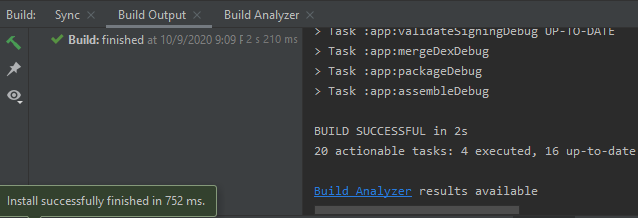 Build: Sync Build Output Build Analyzer
Build: finished at 10/9/2020 9:09 P 2 s 210 ms
> Task :app:validateSigningDebug UP-TO-DATE
> Task :app:mergeDexDebug
> Task :app:packageDebug
> Task :app:assembleDebug
BUILD SUCCESSFUL in 2s
20 actionable tasks: 4 executed, 16 up-to-date
Build Analyzer results available
Install successfully finished in 752 ms.